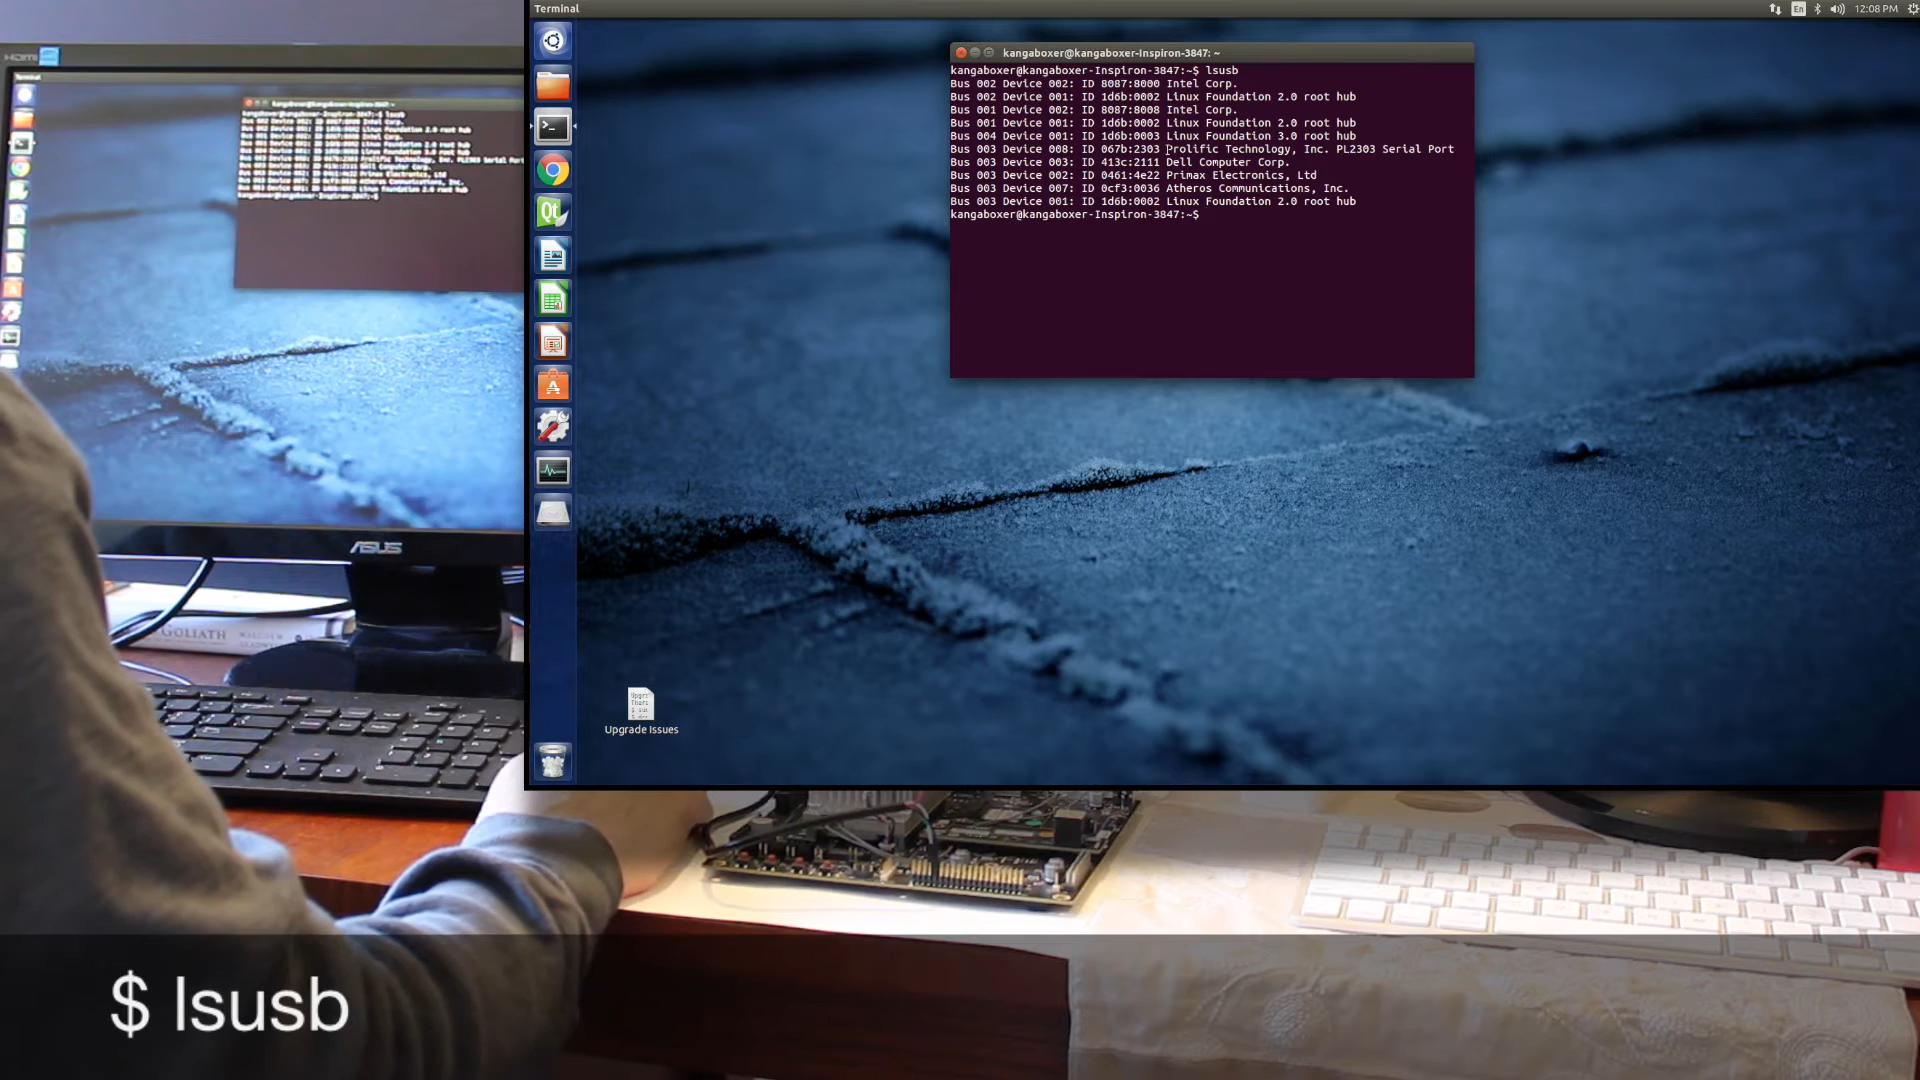 Terminal
En
12:08 PM
kangaboxer@kangaboxer-Inspiron-3847: ~
kangaboxer@kangaboxer-Inspiron-3847:~$ lsusb
Bus 002 Device 002: ID 8087:8000 Intel Corp.
Bus 002 Device 001: ID 1d6b:0002 Linux Foundation 2.0 root hub
Bus 001 Device 002: ID 8087:8008 Intel Corp.
Bus 001 Device 001: ID 1d6b:0002 Linux Foundation 2.0 root hub
Bus 004 Device 001: ID 1d6b:0003 Linux Foundation 3.0 root hub
Bus 003 Device 008: ID 067b:2303 Prolific Technology, Inc. PL2303 Serial Port
Bus 003 Device 003: ID 413c:2111 Dell Computer Corp.
Bus 003 Device 002: ID 0461:4e22 Primax Electronics, Ltd
Bus 003 Device 007: ID 0cf3:0036 Atheros Communications, Inc.
Bus 003 Device 001: ID 1d6b:0002 Linux Foundation 2.0 root hub
kangaboxer@kangaboxer-Inspiron-3847:~$
Qt
Upgrade Issues
HDMI
Terminal
ASUS
GOLIATH
$ lsusb